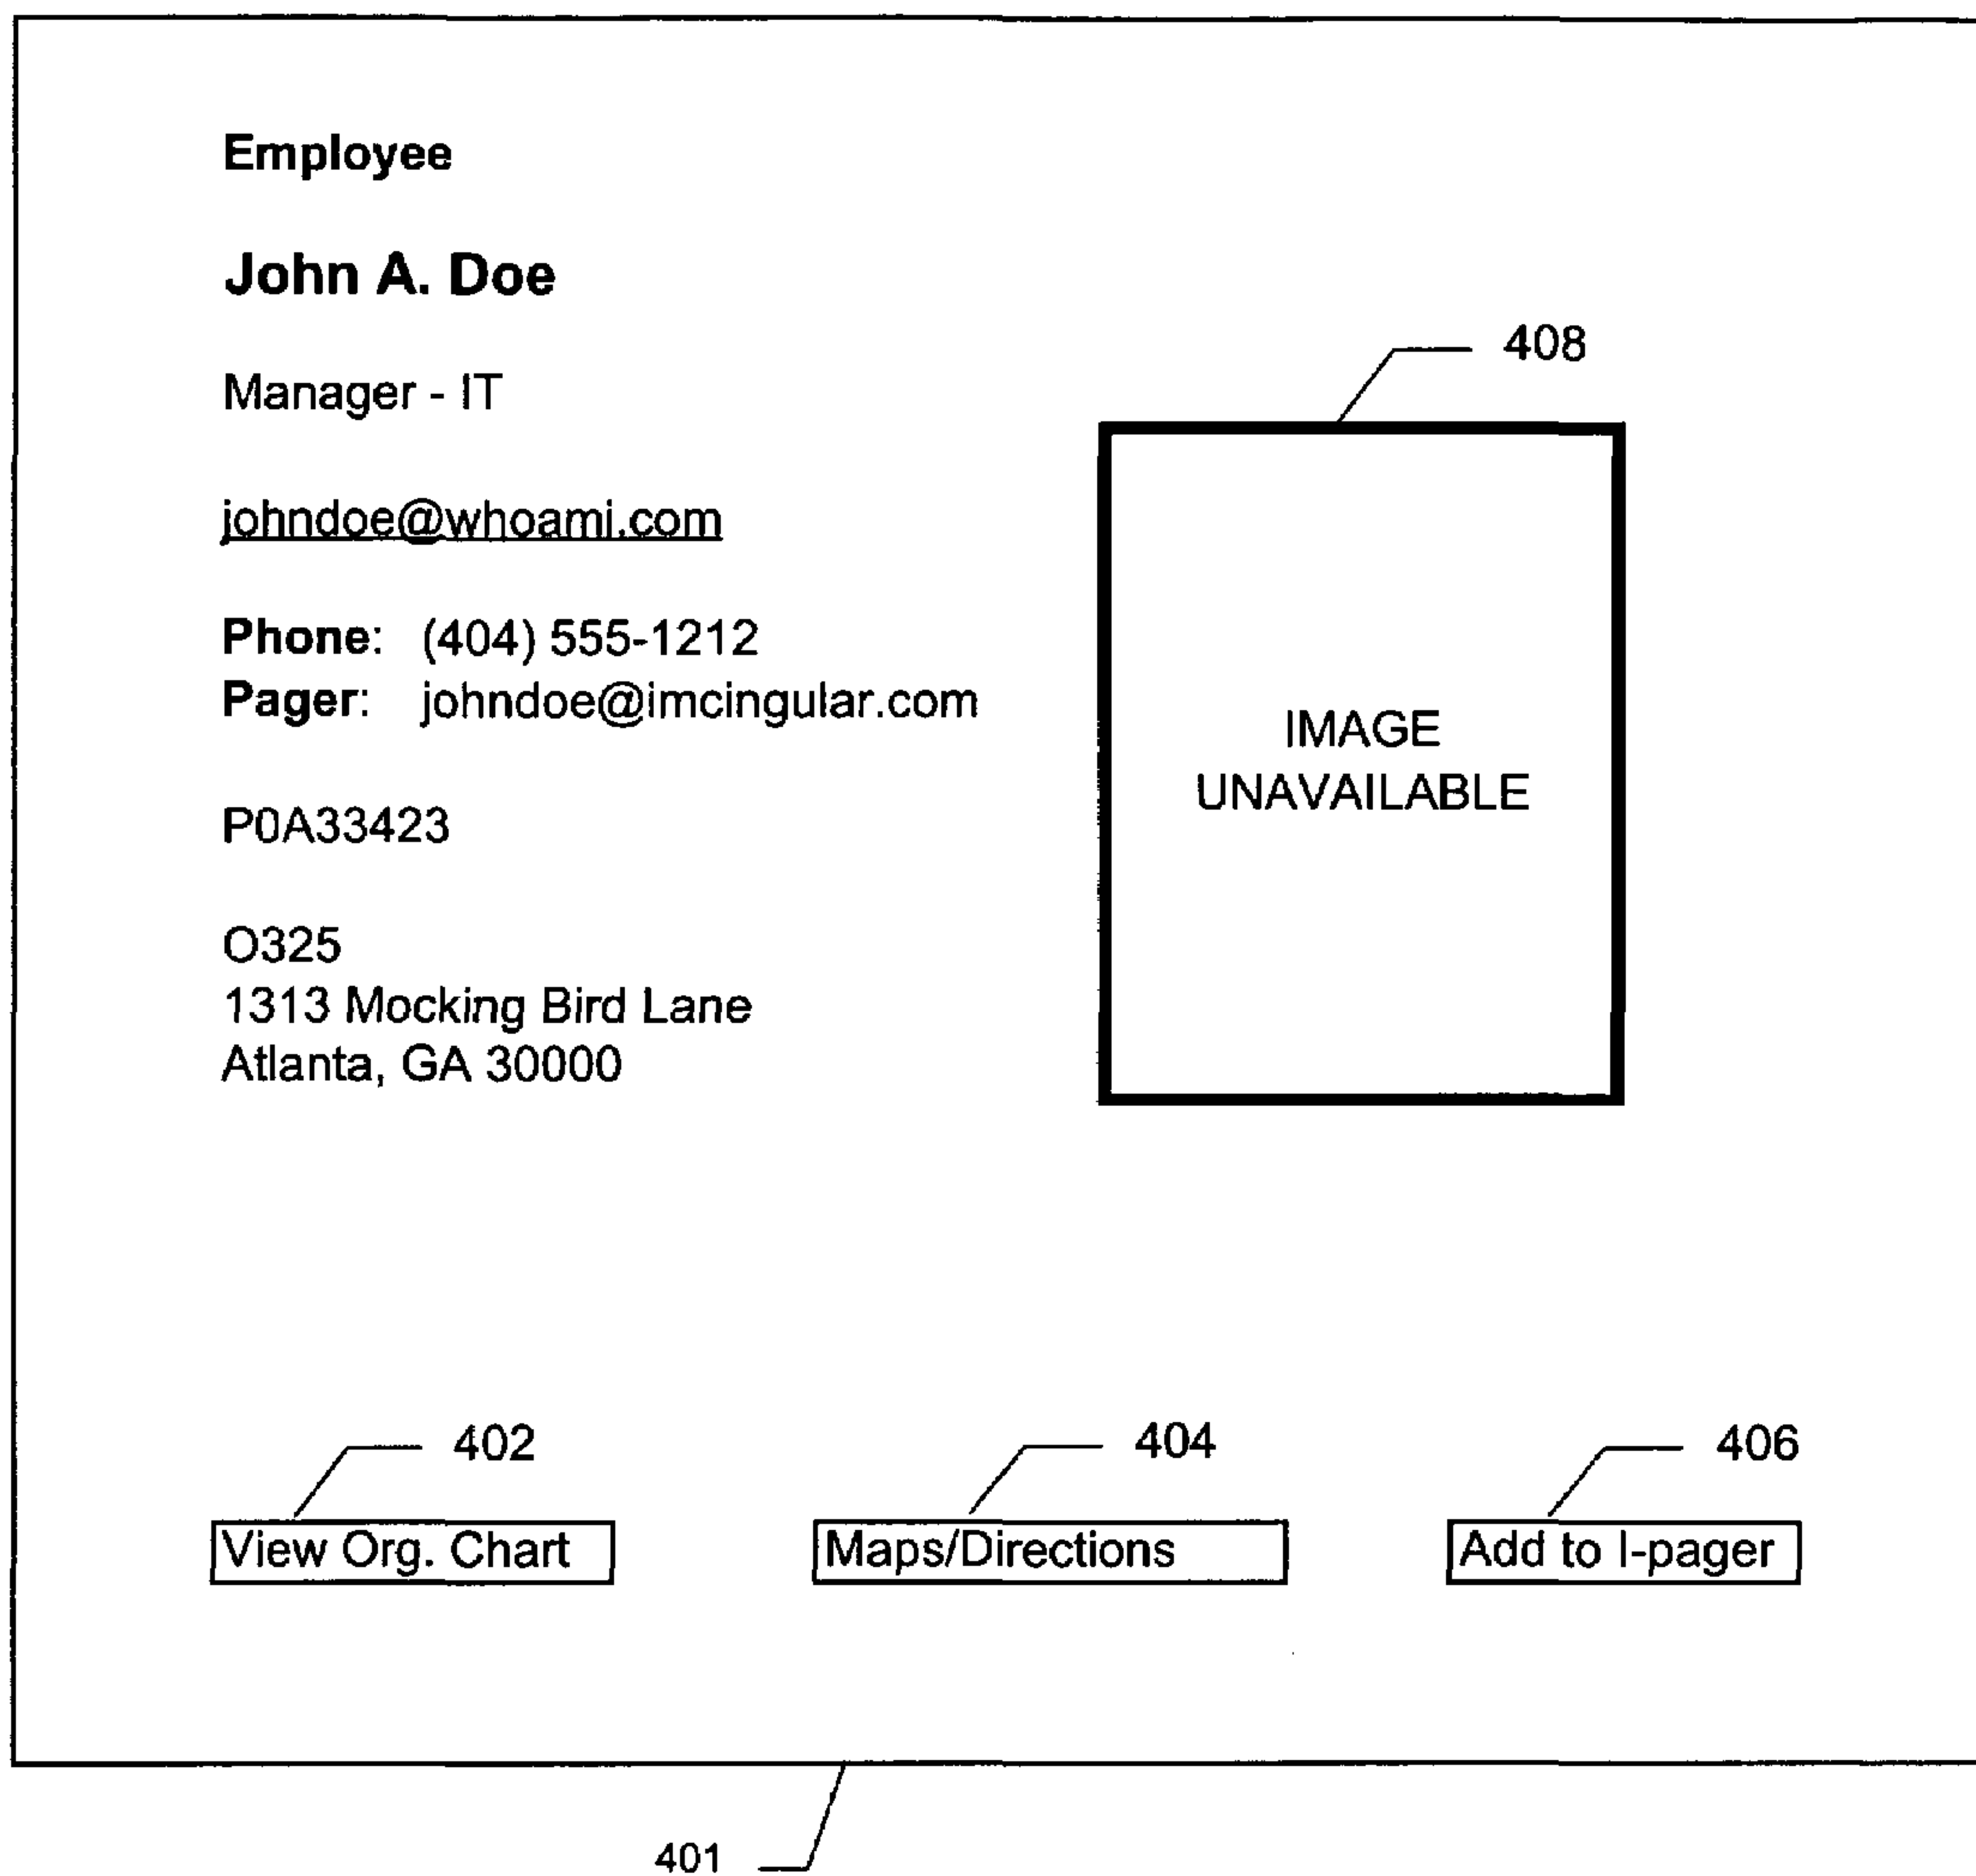 Employee
John A. Doe
Manager - IT
johndoe@whoami.com
Phone: (404) 555-1212
Pager: johndoe@imcingular.com
P0A33423
O325
1313 Mocking Bird Lane
Atlanta, GA 30000
408
IMAGE
UNAVAILABLE
402
404
406
View Org. Chart
Maps/Directions
Add to I-pager
401